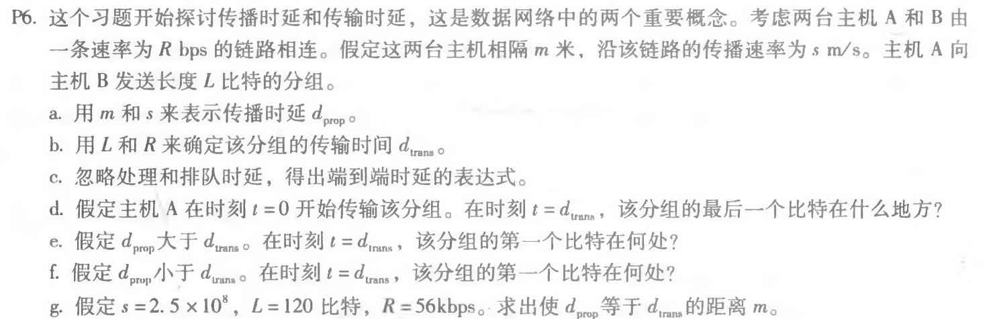 P6. 这个习题开始探讨传播时延和传输时延，这是数据网络中的两个重要概念。考虑两台主机 A 和 B 由
一条速率为 R bps 的链路相连。假定这两台主机相隔 m 米，沿该链路的传播速率为 s m/s。主机 A 向
主机 B 发送长度 L 比特的分组。
a. 用 m 和 s 来表示传播时延 d_prop。
b. 用 L 和 R 来确定该分组的传输时间 d_trans。
c. 忽略处理和排队时延，得出端到端时延的表达式。
d. 假定主机 A 在时刻 t = 0 开始传输该分组。在时刻 t = d_trans，该分组的最后一个比特在什么地方?
e. 假定 d_prop 大于 d_trans。在时刻 t = d_trans，该分组的第一个比特在何处?
f. 假定 d_prop 小于 d_trans。在时刻 t = d_trans，该分组的第一个比特在何处?
g. 假定 s = 2.5 × 10⁸，L = 120 比特，R = 56kbps。求出使 d_prop 等于 d_trans 的距离 m。